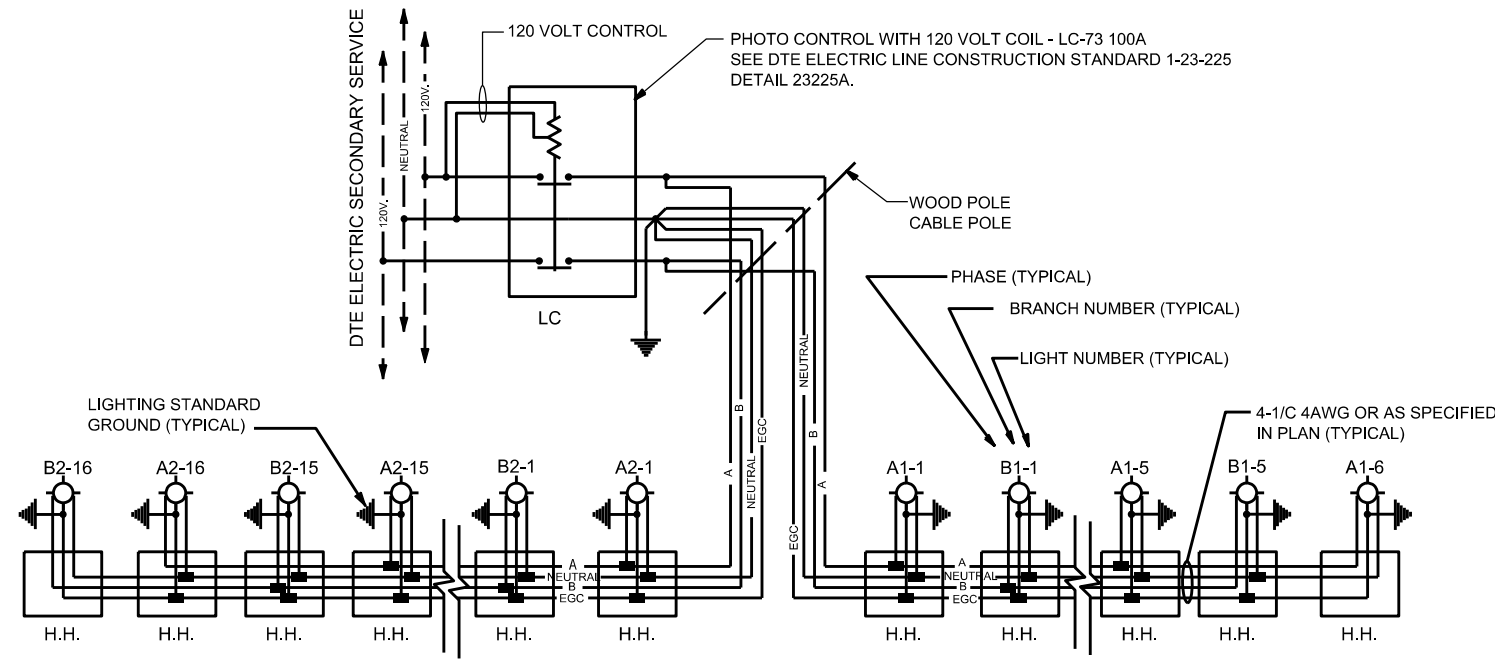 120 VOLT CONTROL
PHOTO CONTROL WITH 120 VOLT COIL - LC-73 100A
SEE DTE ELECTRIC LINE CONSTRUCTION STANDARD 1-23-225
DETAIL 23225A.
DTE ELECTRIC SECONDARY SERVICE
120V.
NEUTRAL
120V.
LC
WOOD POLE
CABLE POLE
PHASE (TYPICAL)
BRANCH NUMBER (TYPICAL)
LIGHT NUMBER (TYPICAL)
LIGHTING STANDARD
GROUND (TYPICAL)
4-1/C 4AWG OR AS SPECIFIED
IN PLAN (TYPICAL)
A
B
NEUTRAL
EGC
EGC
NEUTRAL
B
A
B2-16
A2-16
B2-15
A2-15
B2-1
A2-1
A1-1
B1-1
A1-5
B1-5
A1-6
A
NEUTRAL
B
EGC
A
NEUTRAL
B
EGC
H.H.
H.H.
H.H.
H.H.
H.H.
H.H.
H.H.
H.H.
H.H.
H.H.
H.H.